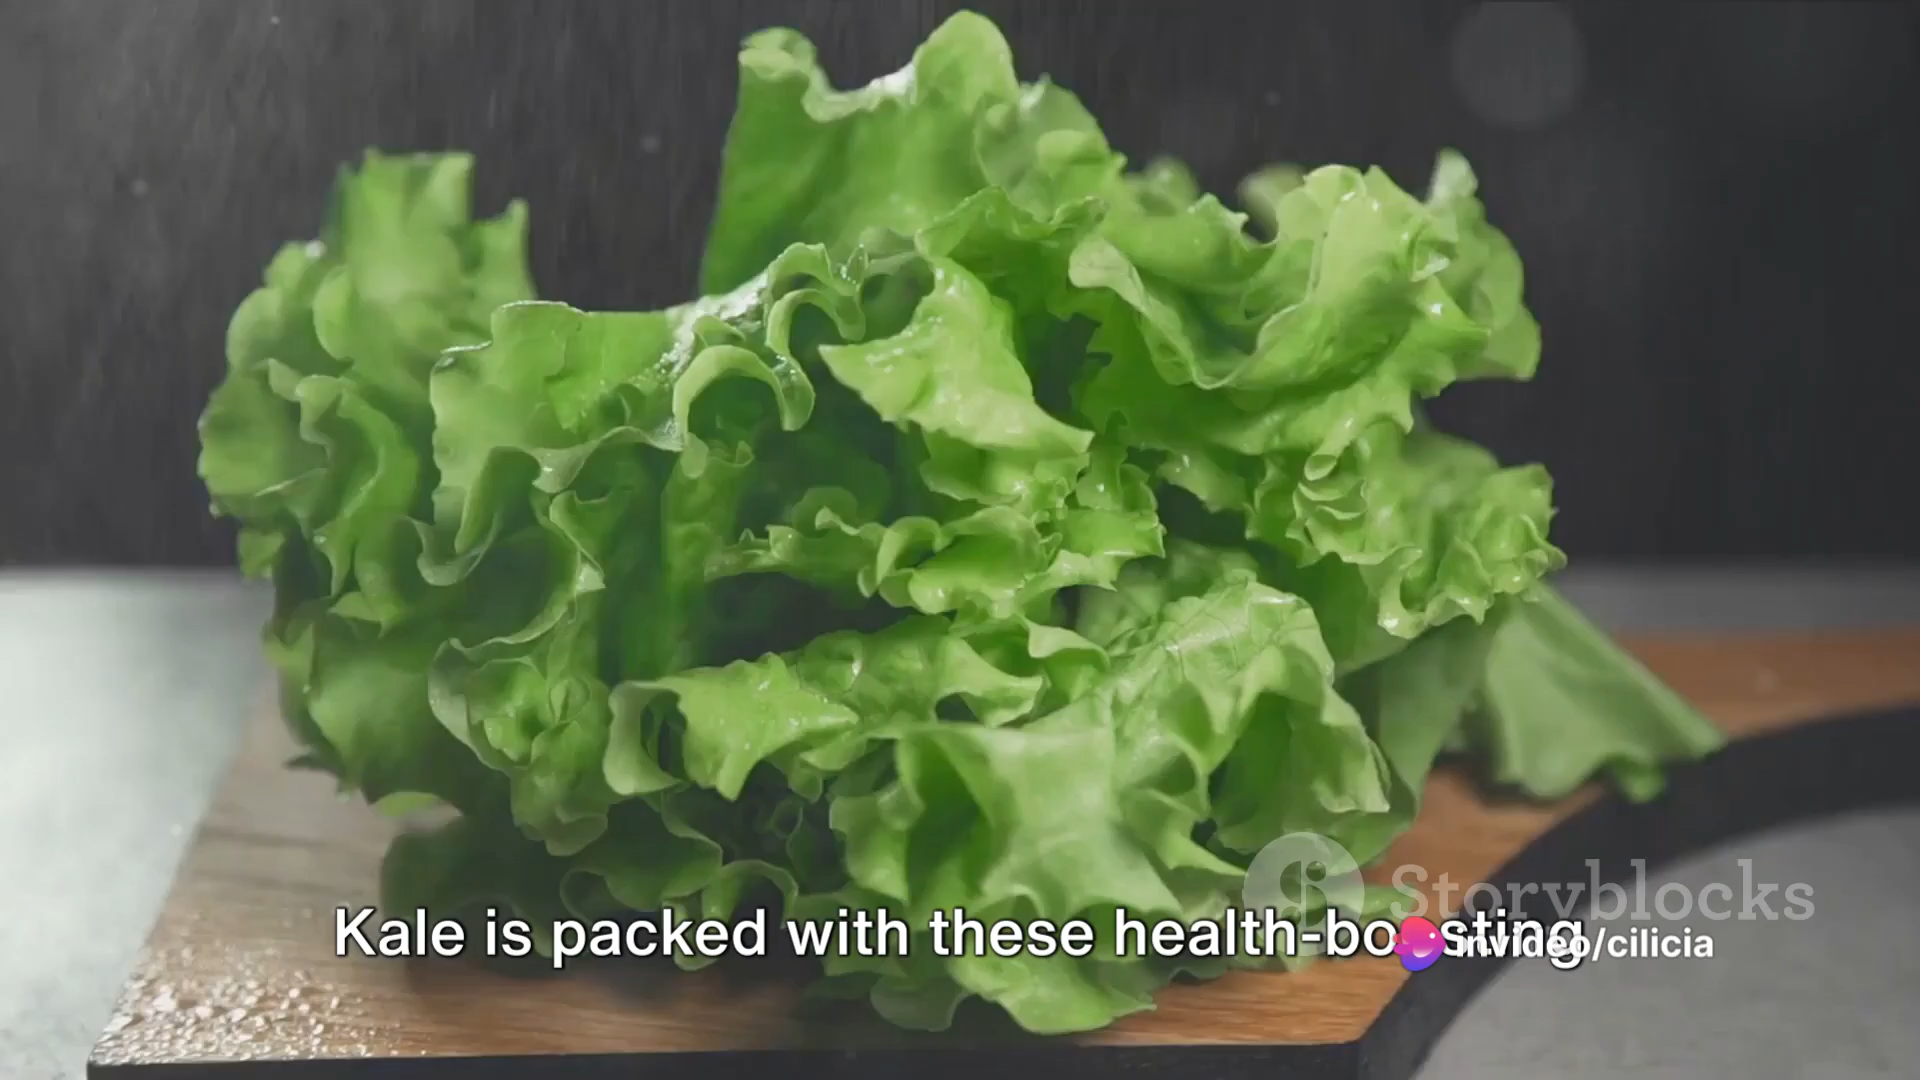 Storyblocks
Kale is packed with these health-boosting
invideo/cilicia